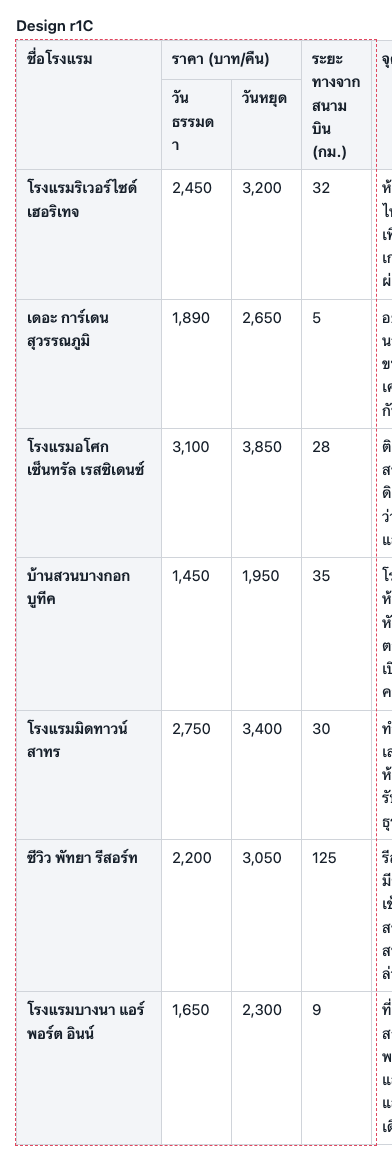 Design r1C
ชื่อโรงแรม
ราคา (บาท/คืน)
ระยะ
ทางจาก
สนาม
บิน
(กม.)
วัน
ธรรมด
า
วันหยุด
โรงแรมริเวอร์ไซด์
เฮอริเทจ
2,450
3,200
32
เดอะ การ์เดน
สุวรรณภูมิ
1,890
2,650
5
โรงแรมอโศก
เซ็นทรัล เรสซิเดนซ์
3,100
3,850
28
บ้านสวนบางกอก
บูทีค
1,450
1,950
35
โรงแรมมิดทาวน์
สาทร
2,750
3,400
30
ซีวิว พัทยา รีสอร์ท
2,200
3,050
125
โรงแรมบางนา แอร์
พอร์ต อินน์
1,650
2,300
9